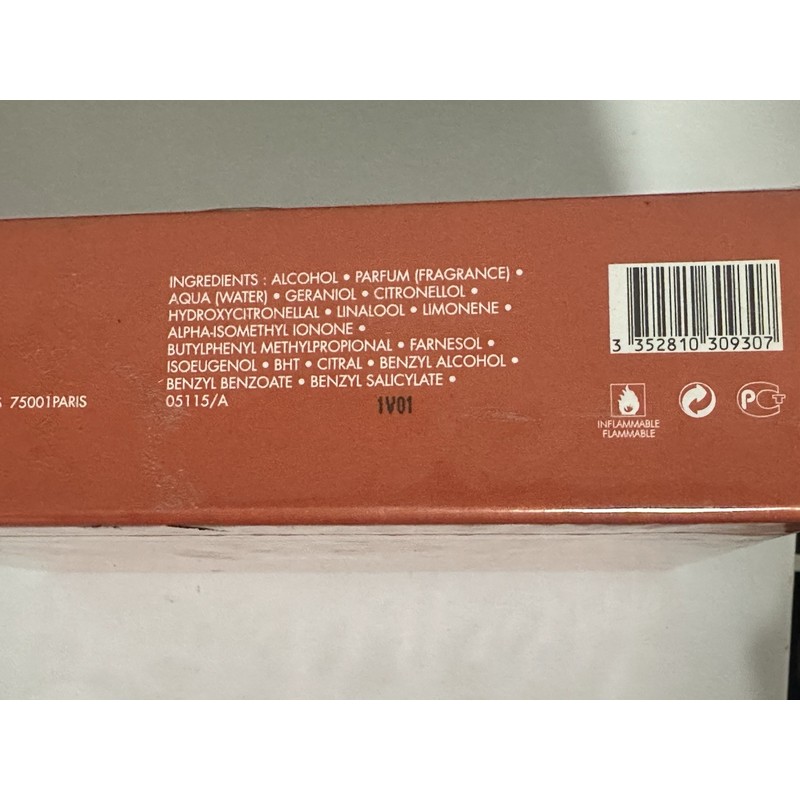 INGREDIENTS : ALCOHOL • PARFUM (FRAGRANCE) •
AQUA (WATER) • GERANIOL • CITRONELLOL •
HYDROXYCITRONELLAL • LINALOOL • LIMONENE •
ALPHA-ISOMETHYL IONONE •
BUTYLPHENYL METHYLPROPIONAL • FARNESOL •
ISOEUGENOL • BHT • CITRAL • BENZYL ALCOHOL •
BENZYL BENZOATE • BENZYL SALICYLATE •
05115/A
1V01
75001PARIS
3 352810 309307
INFLAMMABLE
FLAMMABLE
PCT